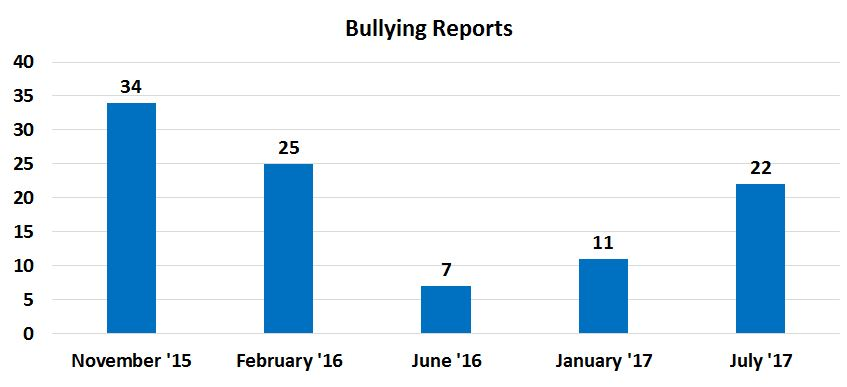 Bullying Reports
40
35
30
25
20
15
10
5
0
34
25
7
11
22
November '15
February '16
June '16
January '17
July '17